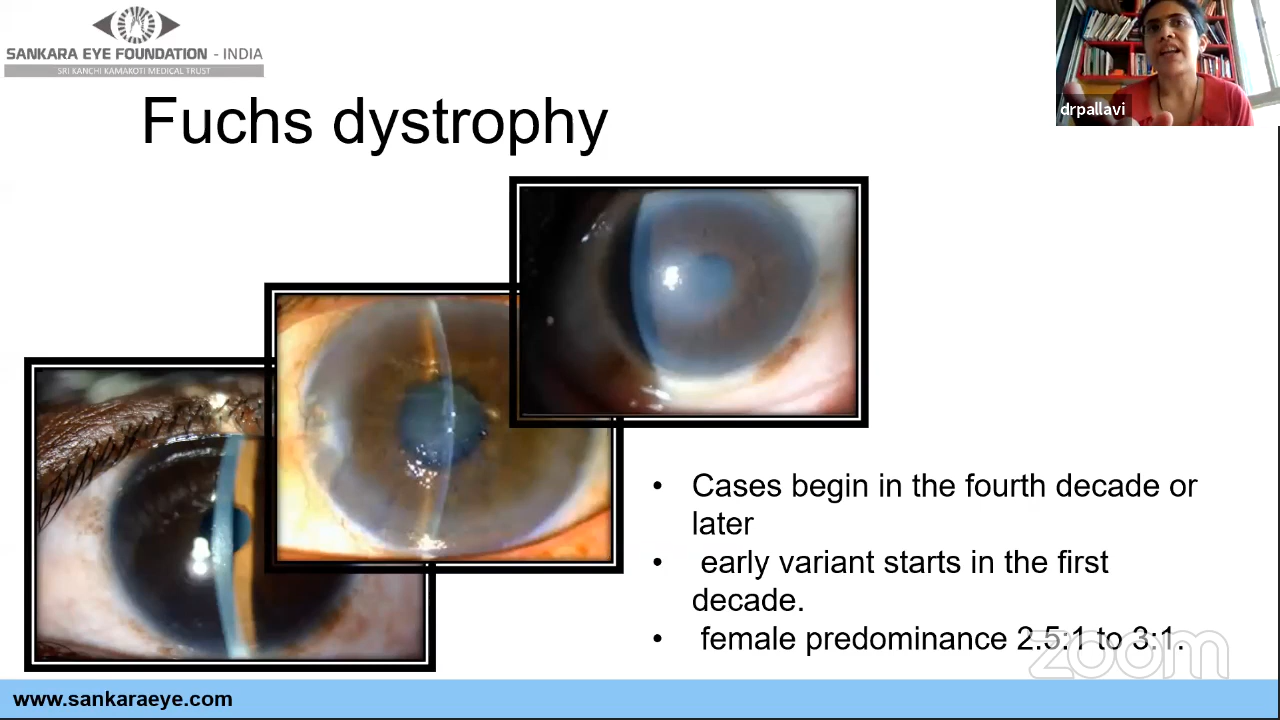 SANKARA EYE FOUNDATION - INDIA
SRI KANCHI KAMAKOTI MEDICAL TRUST
drpallavi
Fuchs dystrophy
• Cases begin in the fourth decade or
later
• early variant starts in the first
decade.
• female predominance 2.5:1 to 3:1.
zoom
www.sankaraeye.com